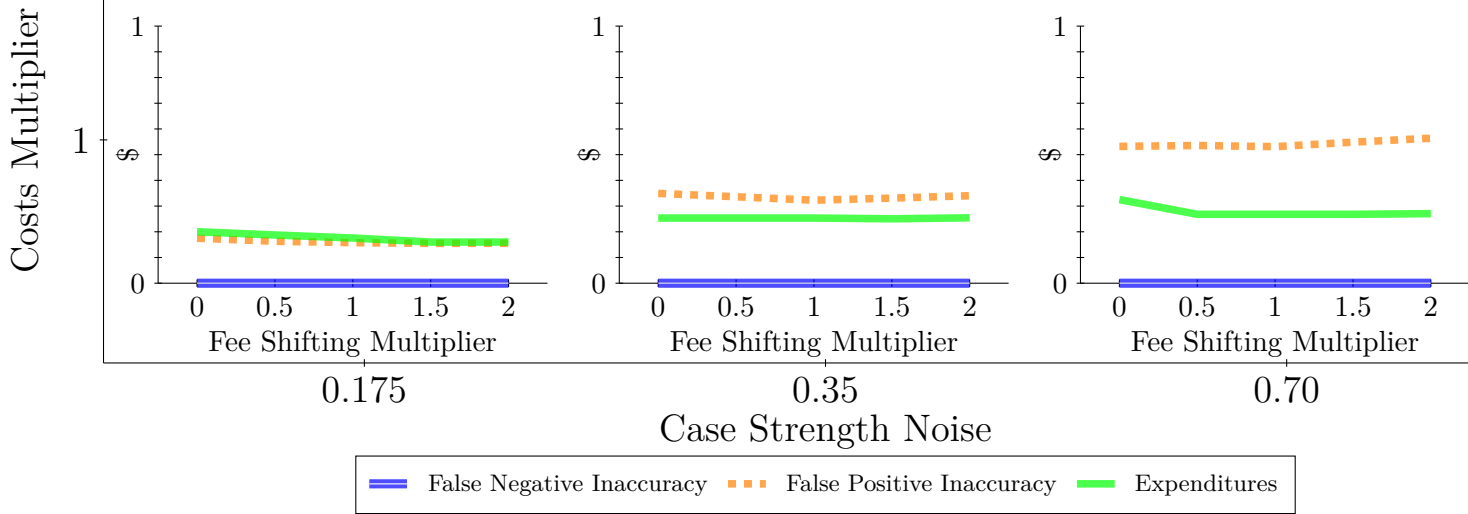 Costs Multiplier
1
1
$
0
0 0.5 1 1.5 2
Fee Shifting Multiplier
1
$
0
0 0.5 1 1.5 2
Fee Shifting Multiplier
1
$
0
0 0.5 1 1.5 2
Fee Shifting Multiplier
0.175 0.35 0.70
Case Strength Noise
False Negative Inaccuracy False Positive Inaccuracy Expenditures